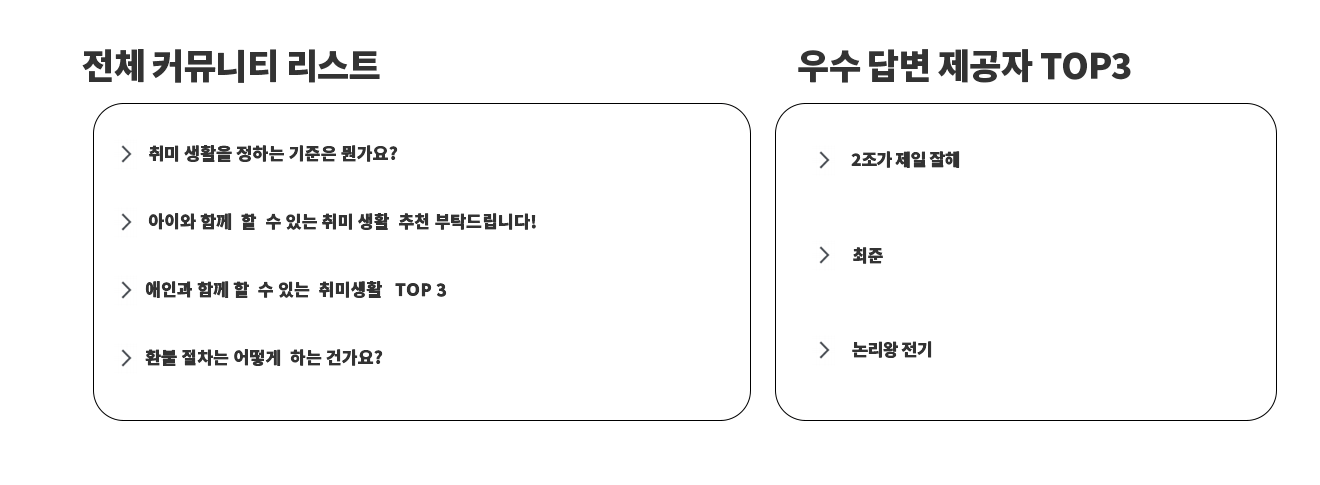 전체 커뮤니티 리스트
취미 생활을 정하는 기준은 뭔가요?
아이와 함께 할 수 있는 취미 생활 추천 부탁드립니다!
애인과 함께 할 수 있는 취미생활 TOP 3
환불 절차는 어떻게 하는 건가요?
우수 답변 제공자 TOP3
2조가 제일 잘해
최준
논리왕 전기